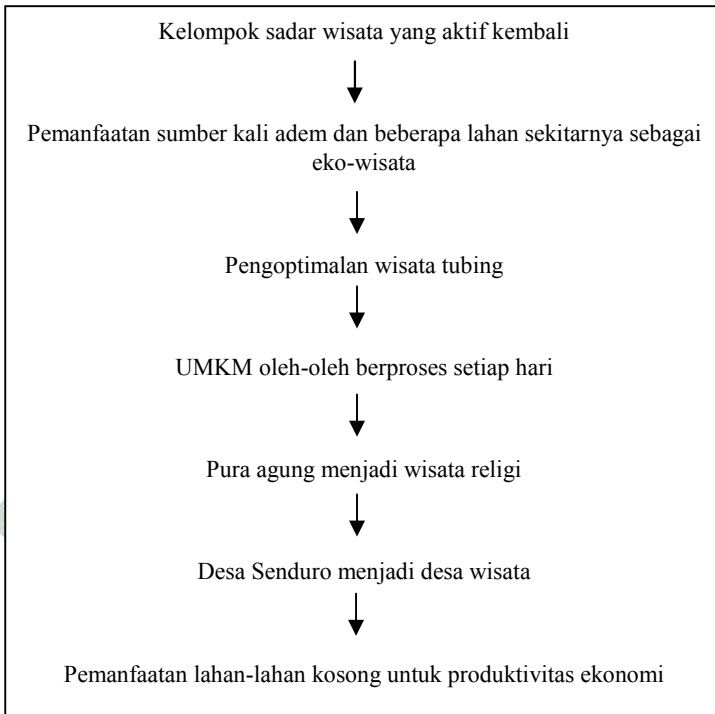 Kelompok sadar wisata yang aktif kembali
Pemanfaatan sumber kali adem dan beberapa lahan sekitarnya sebagai
eko-wisata
Pengoptimalan wisata tubing
UMKM oleh-oleh berproses setiap hari
Pura agung menjadi wisata religi
Desa Senduro menjadi desa wisata
Pemanfaatan lahan-lahan kosong untuk produktivitas ekonomi